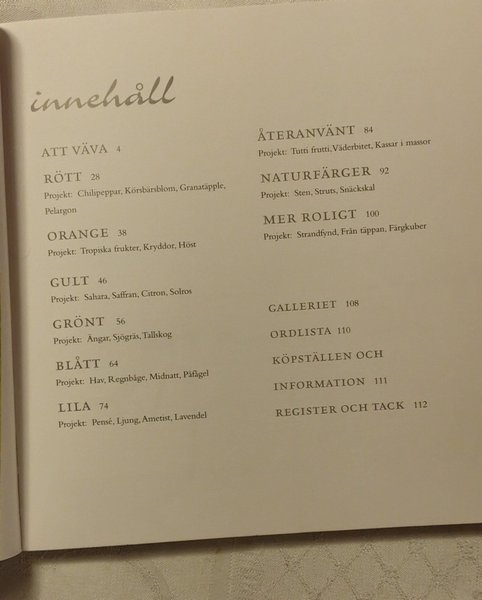 innehåll
ATT VÄVA 4
RÖTT 28
Projekt: Chilipeppar, Körsbärsblom, Granatäpple,
Pelargon
ORANGE 38
Projekt: Tropiska frukter, Kryddor, Höst
GULT 46
Projekt: Sahara, Saffran, Citron, Solros
GRÖNT 56
Projekt: Ängar, Sjögräs, Tallskog
BLÅTT 64
Projekt: Hav, Regnbåge, Midnatt, Påfågel
LILA 74
Projekt: Pensé, Ljung, Ametist, Lavendel
ÅTERANVÄNT 84
Projekt: Tutti frutti, Väderbitet, Kassar i massor
NATURFÄRGER 92
Projekt: Sten, Struts, Snäckskal
MER ROLIGT 100
Projekt: Strandfynd, Från täppan, Färgkuber
GALLERIET 108
ORDLISTA 110
KÖPSTÄLLEN OCH
INFORMATION 111
REGISTER OCH TACK 112